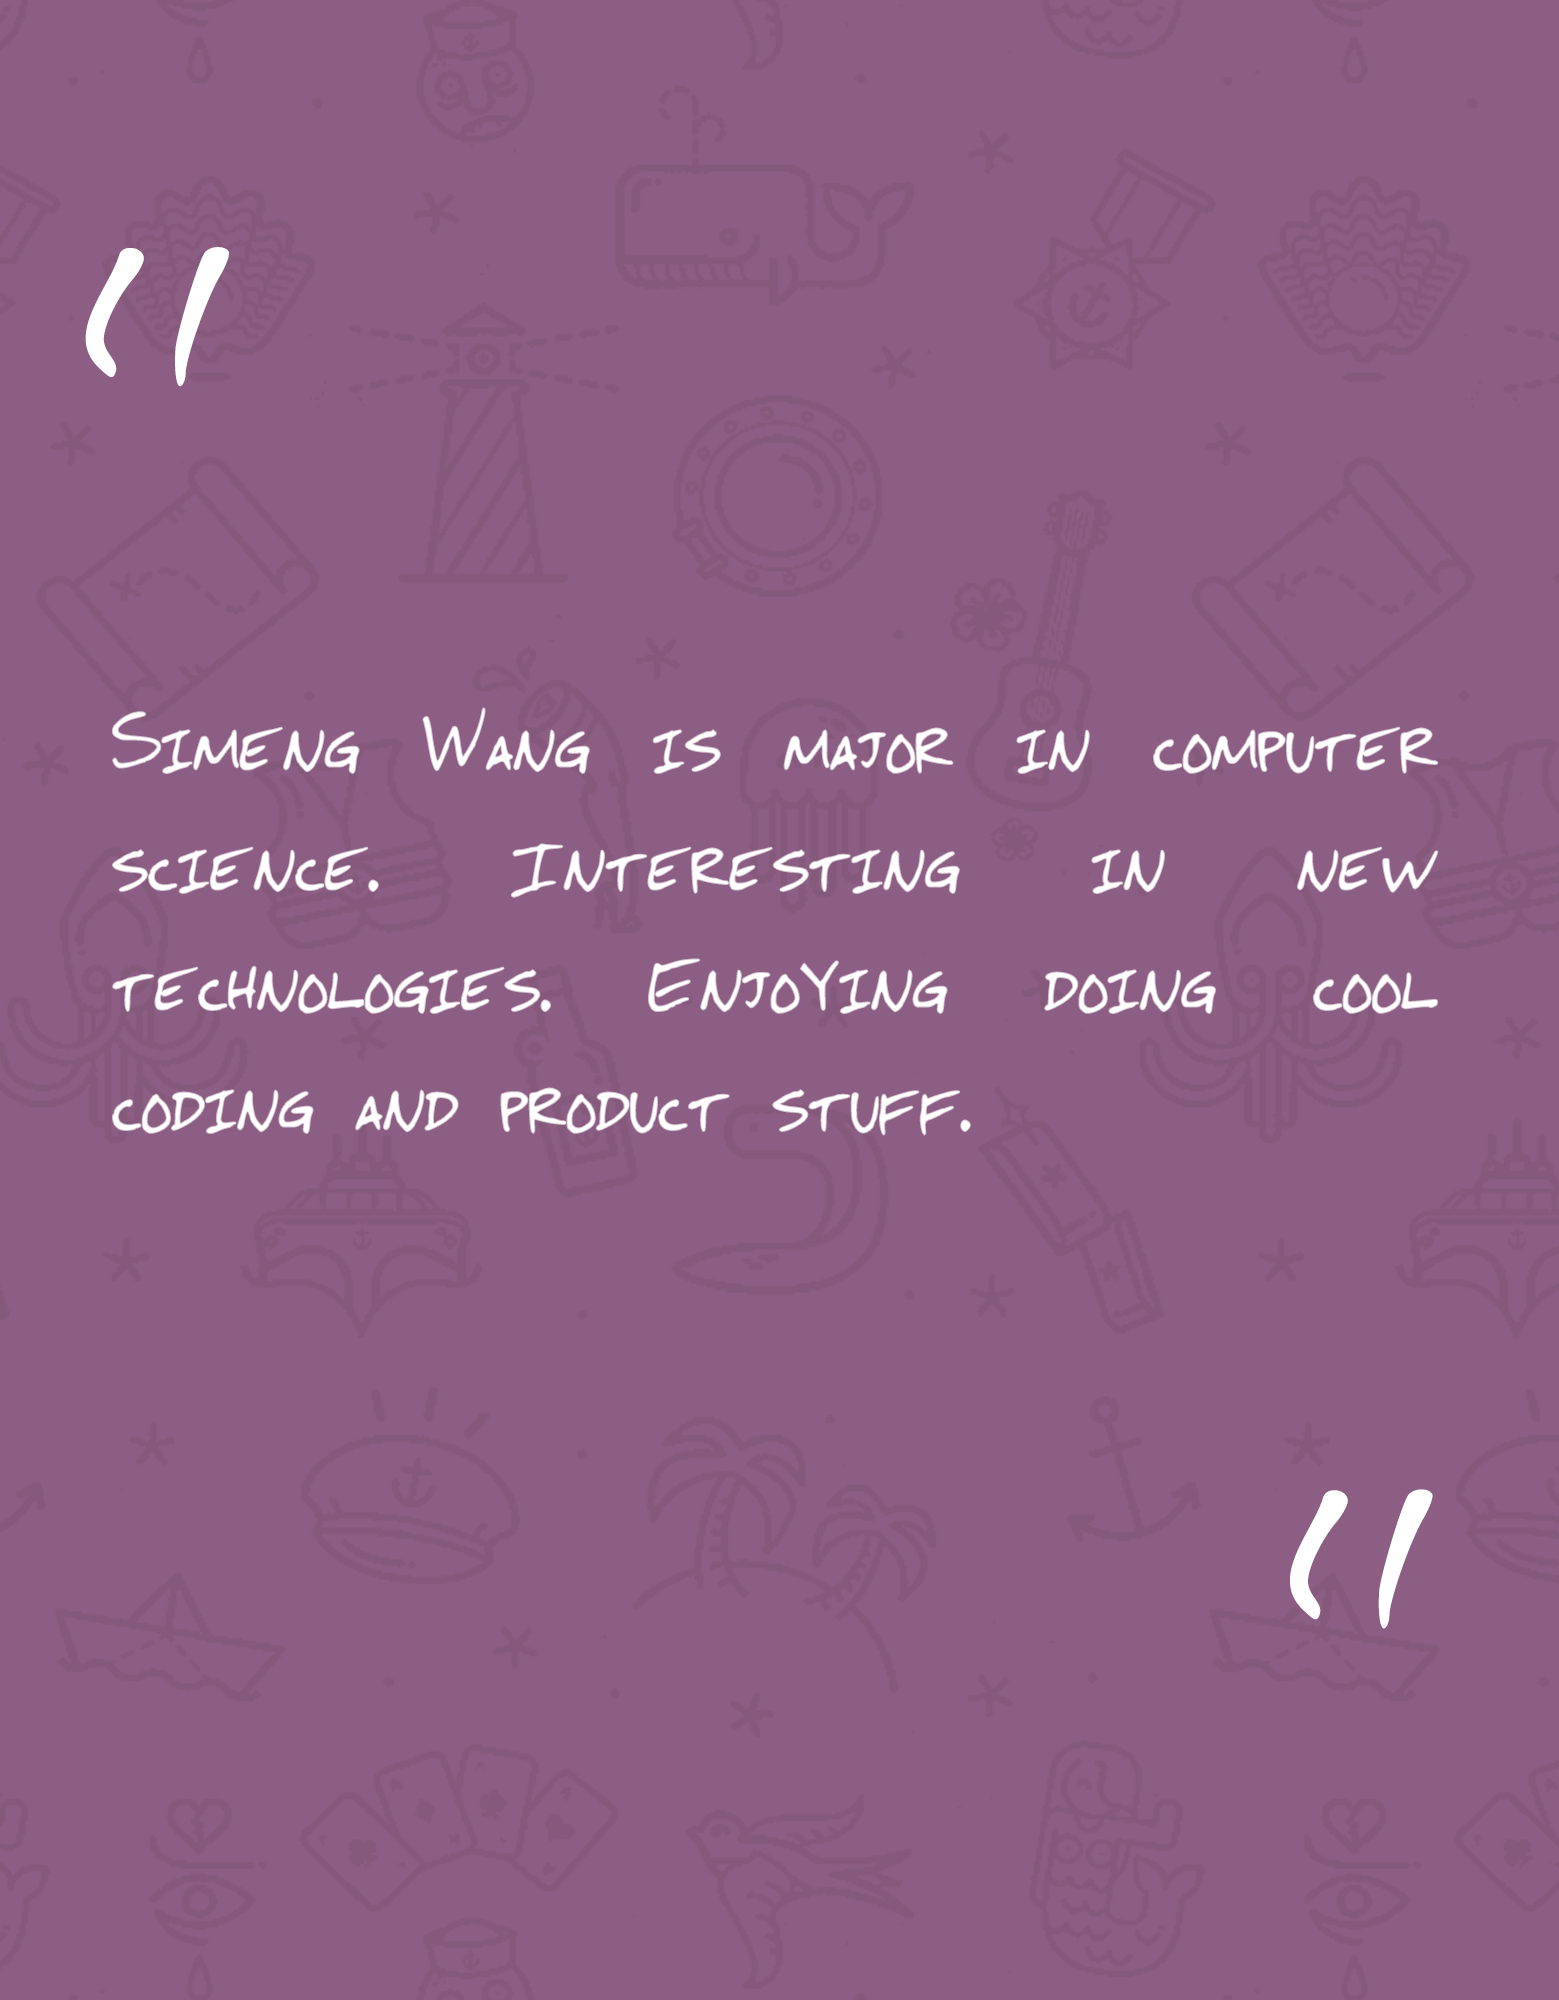 "
Simeng Wang is major in computer
science. Interesting in new
technologies. Enjoying doing cool
coding and product stuff.
"